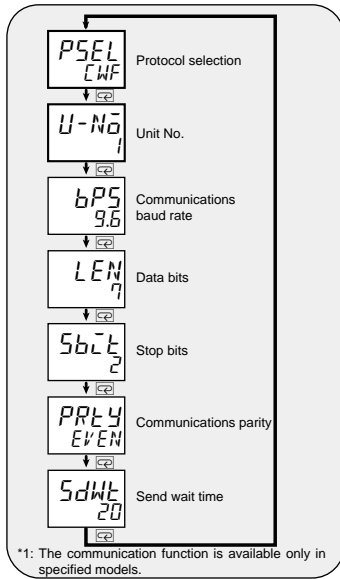 PSEL
CWF
Protocol selection
U-No
1
Unit No.
bPS
9.6
Communications
baud rate
LEN
7
Data bits
Sbit
2
Stop bits
PRty
EVEN
Communications parity
SdWt
20
Send wait time
*1: The communication function is available only in
specified models.